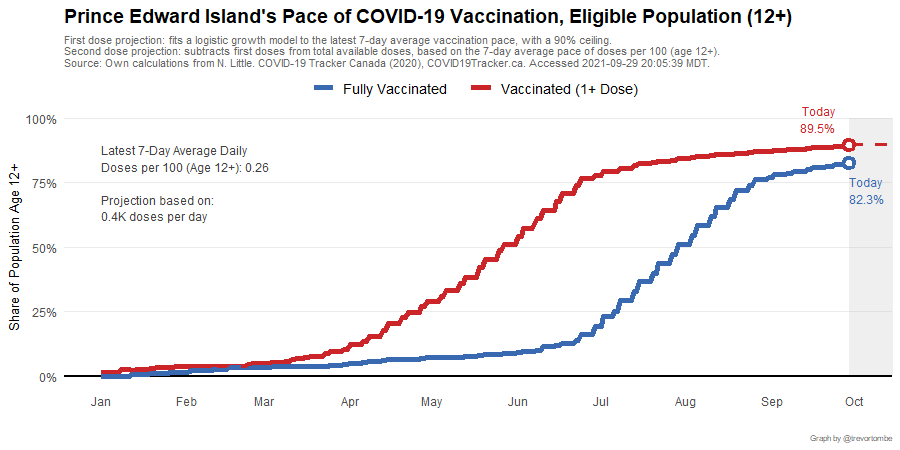 Prince Edward Island's Pace of COVID-19 Vaccination, Eligible Population (12+)
First dose projection: fits a logistic growth model to the latest 7-day average vaccination pace, with a 90% ceiling.
Second dose projection: subtracts first doses from total available doses, based on the 7-day average pace of doses per 100 (age 12+).
Source: Own calculations from N. Little. COVID-19 Tracker Canada (2020), COVID19Tracker.ca. Accessed 2021-09-29 20:05:39 MDT.
Fully Vaccinated
Vaccinated (1+ Dose)
Today
89.5%
100%
Latest 7-Day Average Daily
Doses per 100 (Age 12+): 0.26
Today
82.3%
75%
Projection based on:
0.4K doses per day
50%
25%
0%
Share of Population Age 12+
Jan Feb Mar Apr May Jun Jul Aug Sep Oct
Graph by @trevortombe